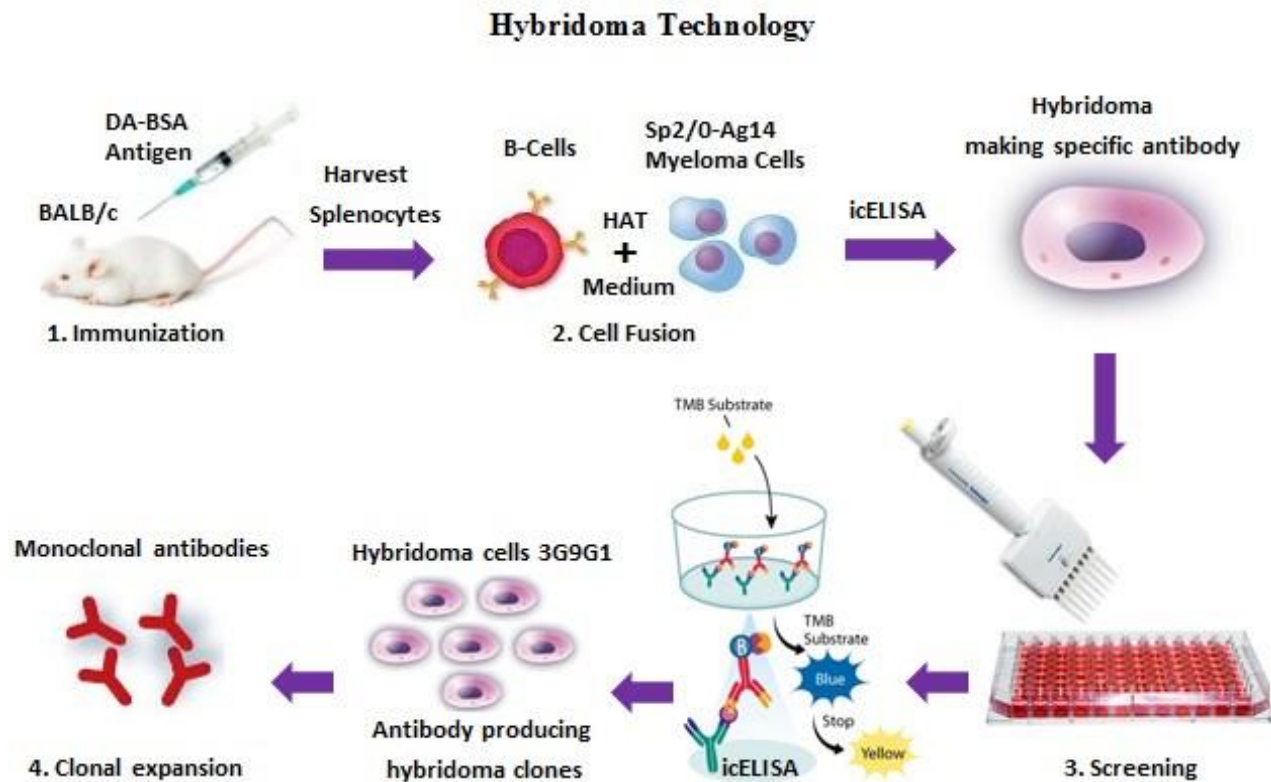 Hybridoma Technology
DA-BSA
Antigen
BALB/c
1. Immunization
Harvest
Splenocytes
B-Cells
HAT
+
Medium
Sp2/0-Ag14
Myeloma Cells
2. Cell Fusion
icELISA
Hybridoma
making specific antibody
3. Screening
TMB Substrate
TMB
Substrate
B
Blue
Stop
Yellow
icELISA
Hybridoma cells 3G9G1
Antibody producing
hybridoma clones
Monoclonal antibodies
4. Clonal expansion